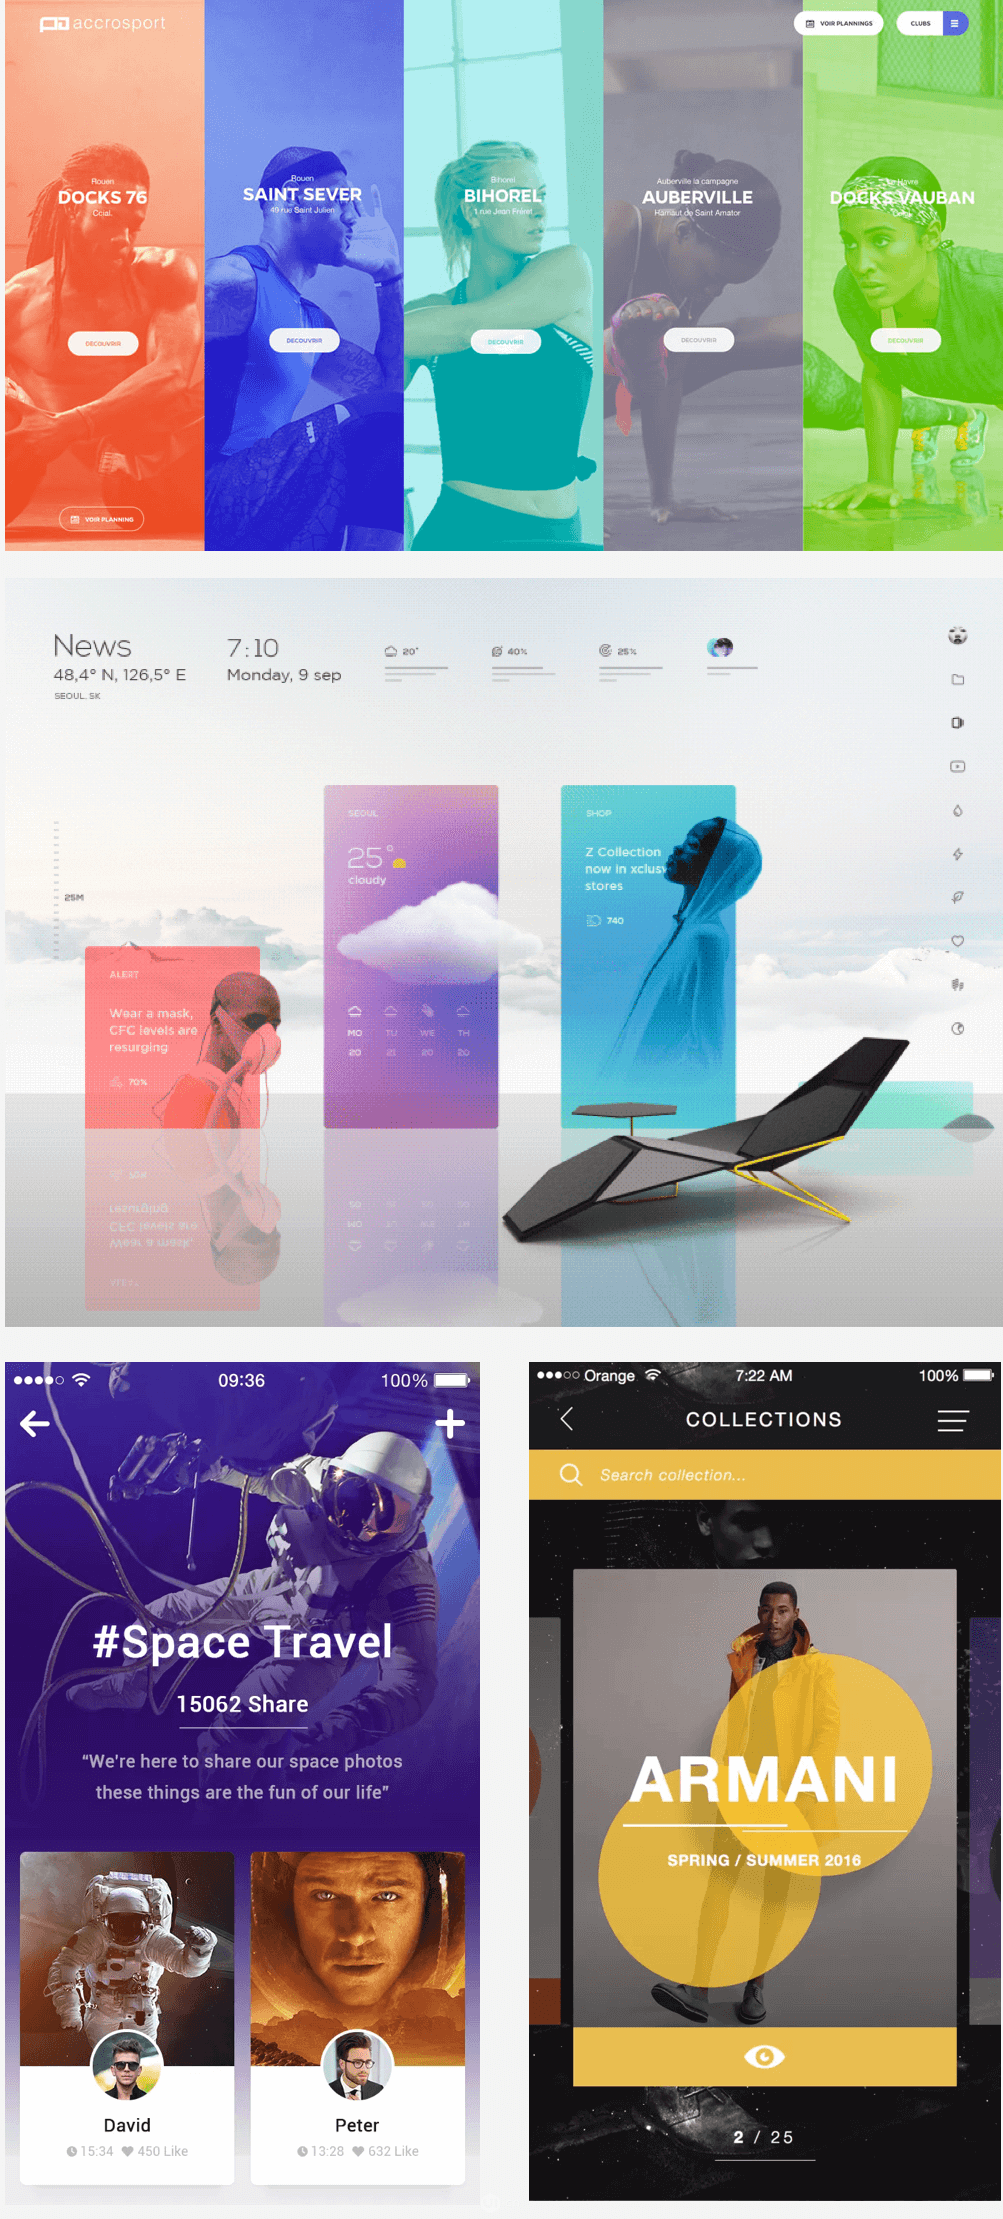 accrosport
VOIR PLANNINGS
CLUBS
Rouen
DOCKS 76
Ccial.
DÉCOUVRIR
VOIR PLANNING
Rouen
SAINT SEVER
49 rue Saint Julien
DÉCOUVRIR
Bihorel
BIHOREL
1 rue Jean Fréret
DÉCOUVRIR
Auberville la campagne
AUBERVILLE
Hameaut de Saint Amator
DÉCOUVRIR
Le Havre
DOCKS VAUBAN
DÉCOUVRIR
News
48,4° N, 126,5° E
SEOUL, SK
7:10
Monday, 9 sep
20°
40%
25%
25M
ALERT
Wear a mask,
CFC levels are
resurging
70%
SEOUL
25°
cloudy
MO TU WE TH
20 21 20 20
SHOP
Z Collection
now in xclusv
stores
740
09:36
100%
#Space Travel
15062 Share
“We're here to share our space photos
these things are the fun of our life”
David
15:34 450 Like
Peter
13:28 632 Like
Orange
7:22 AM
100%
COLLECTIONS
Search collection...
ARMANI
SPRING / SUMMER 2016
2 / 25